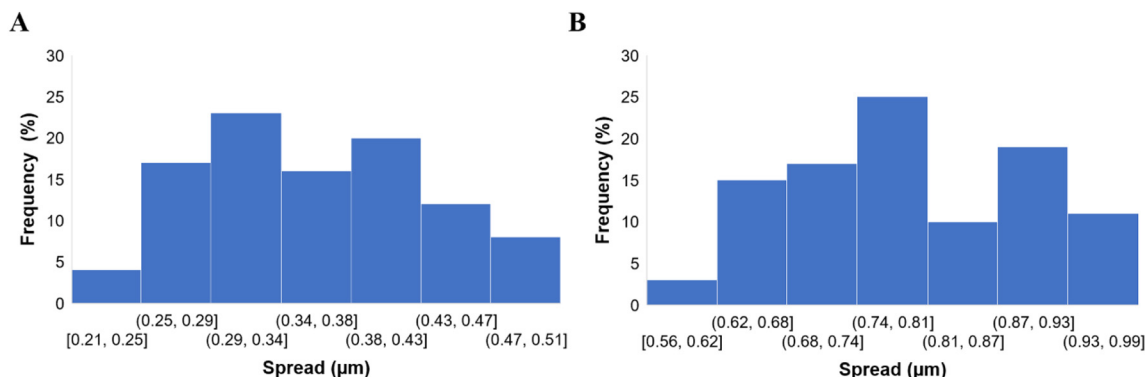 A
Frequency (%)
30
25
20
15
10
5
0
(0.25, 0.29] (0.34, 0.38] (0.43, 0.47]
[0.21, 0.25] (0.29, 0.34] (0.38, 0.43] (0.47, 0.51]
Spread (µm)
B
Frequency (%)
30
25
20
15
10
5
0
(0.62, 0.68] (0.74, 0.81] (0.87, 0.93]
[0.56, 0.62] (0.68, 0.74] (0.81, 0.87] (0.93, 0.99]
Spread (µm)